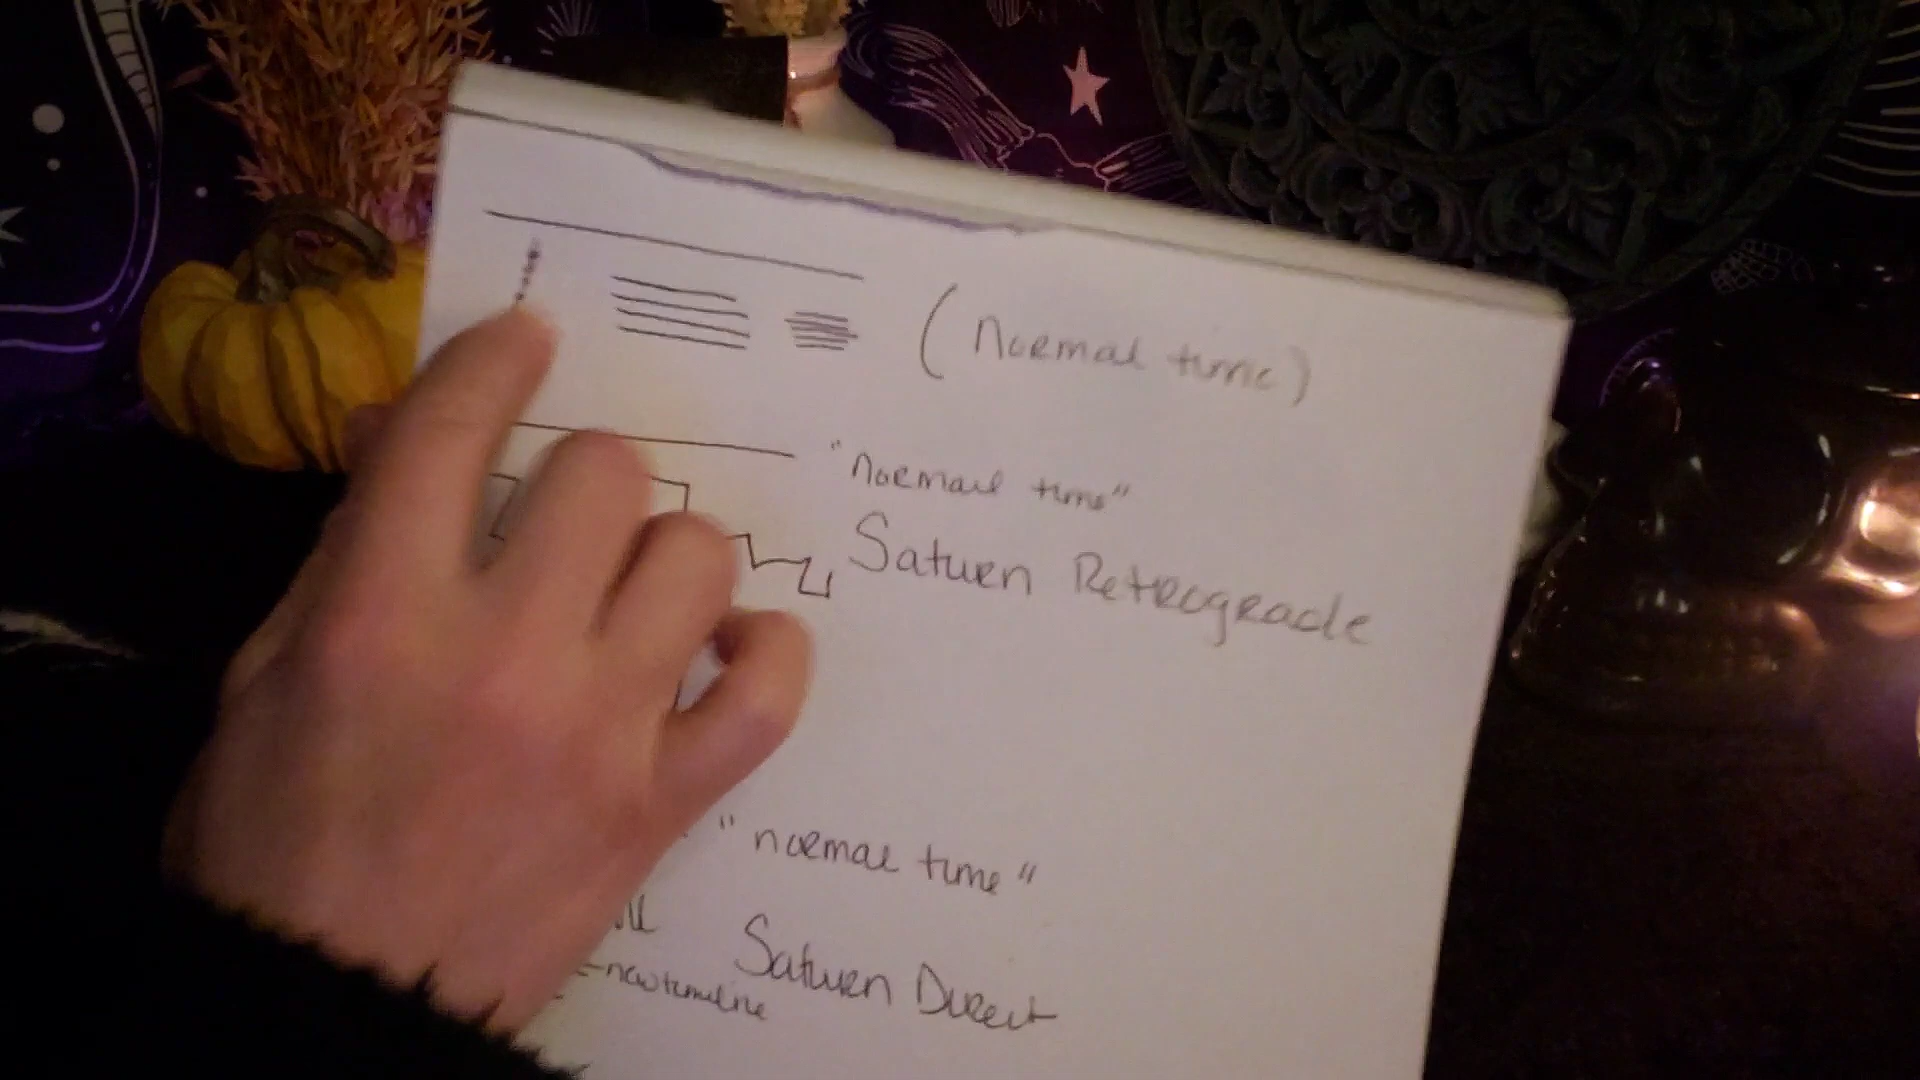 (normal time)
"normal time"
Saturn Retrograde
"normal time"
Saturn Direct
new timeline